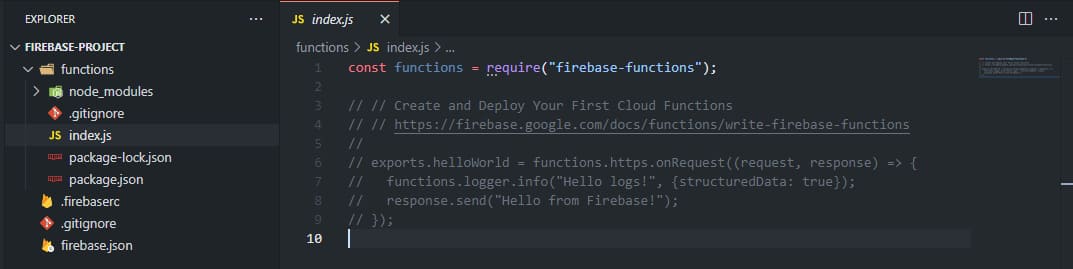 EXPLORER
FIREBASE-PROJECT
functions
node_modules
.gitignore
JS index.js
package-lock.json
package.json
.firebaserc
.gitignore
firebase.json
JS index.js
functions > JS index.js > ...
1 const functions = require("firebase-functions");
2
3 // // Create and Deploy Your First Cloud Functions
4 // // https://firebase.google.com/docs/functions/write-firebase-functions
5 //
6 // exports.helloWorld = functions.https.onRequest((request, response) => {
7 //   functions.logger.info("Hello logs!", {structuredData: true});
8 //   response.send("Hello from Firebase!");
9 // });
10